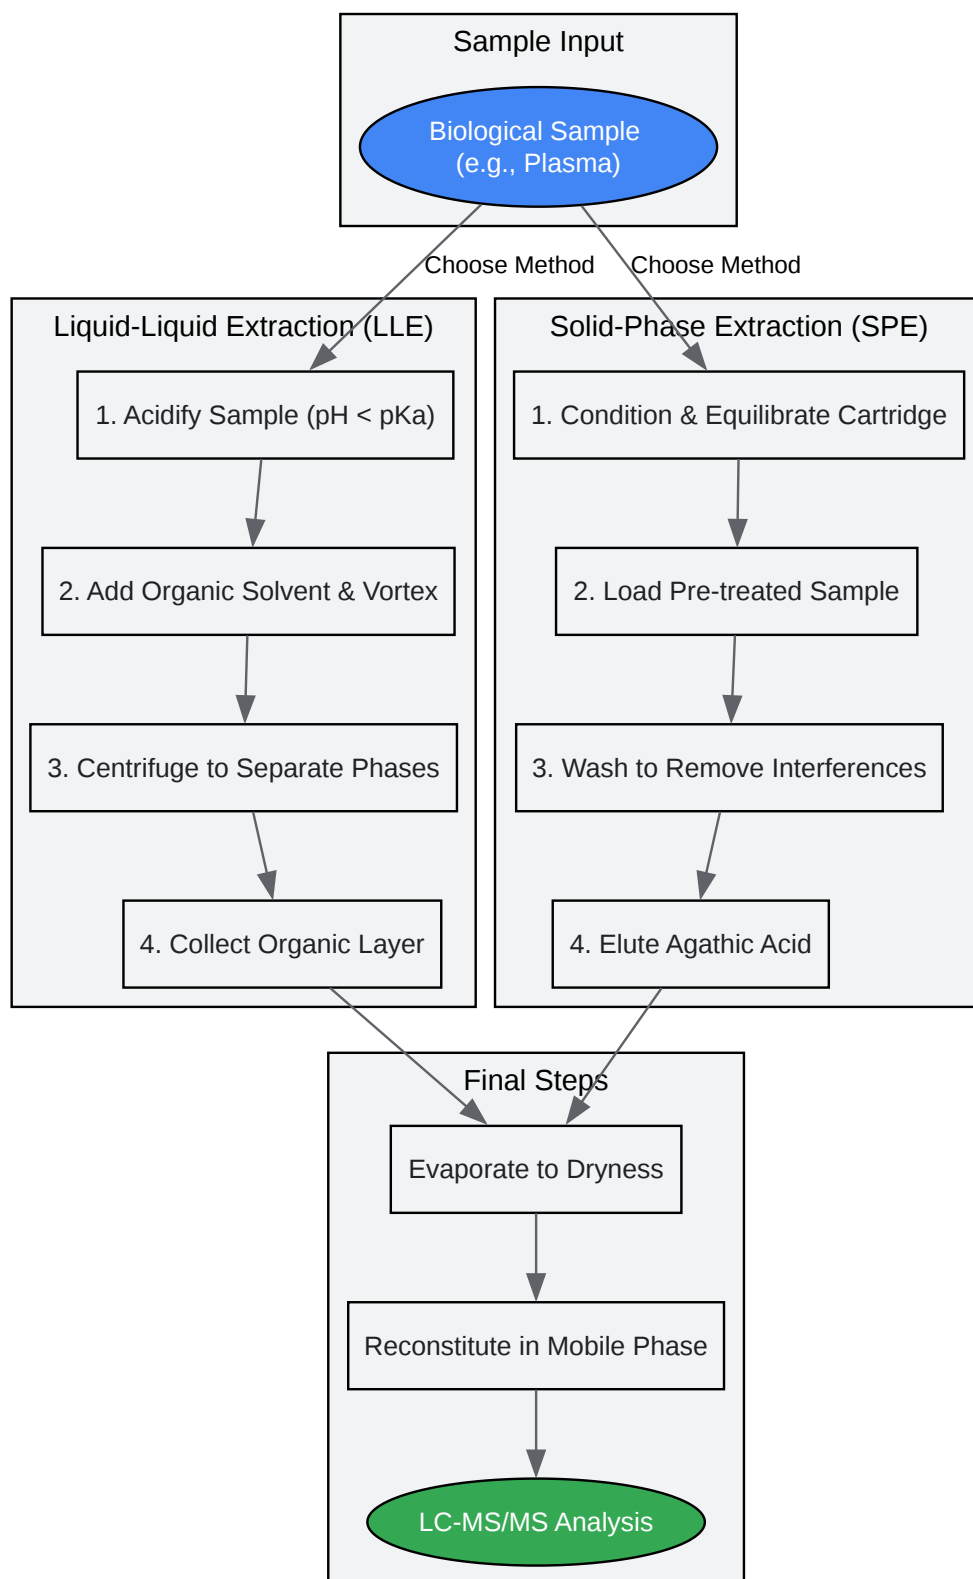 Sample Input
Biological Sample
(e.g., Plasma)
Choose Method
Choose Method
Liquid-Liquid Extraction (LLE)
1. Acidify Sample (pH < pKa)
2. Add Organic Solvent & Vortex
3. Centrifuge to Separate Phases
4. Collect Organic Layer
Solid-Phase Extraction (SPE)
1. Condition & Equilibrate Cartridge
2. Load Pre-treated Sample
3. Wash to Remove Interferences
4. Elute Agathic Acid
Final Steps
Evaporate to Dryness
Reconstitute in Mobile Phase
LC-MS/MS Analysis